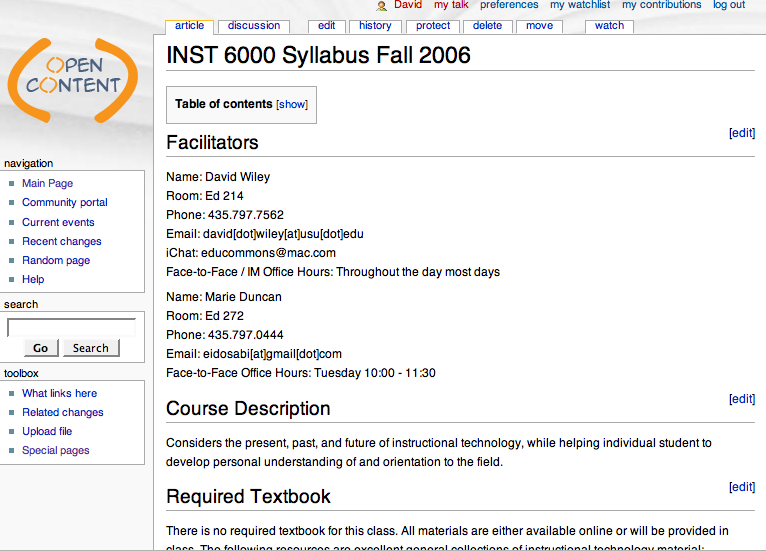 David my talk preferences my watchlist my contributions log out
article discussion edit history protect delete move watch
OPEN
CONTENT
INST 6000 Syllabus Fall 2006
Table of contents [show]
Facilitators [edit]
Name: David Wiley
Room: Ed 214
Phone: 435.797.7562
Email: david[dot]wiley[at]usu[dot]edu
iChat: educommons@mac.com
Face-to-Face / IM Office Hours: Throughout the day most days
Name: Marie Duncan
Room: Ed 272
Phone: 435.797.0444
Email: eidosabi[at]gmail[dot]com
Face-to-Face Office Hours: Tuesday 10:00 - 11:30
Course Description [edit]
Considers the present, past, and future of instructional technology, while helping individual student to
develop personal understanding of and orientation to the field.
Required Textbook [edit]
There is no required textbook for this class. All materials are either available online or will be provided in
class. The following resources are excellent general collections of instructional technology material:
navigation
Main Page
Community portal
Current events
Recent changes
Random page
Help
search
Go Search
toolbox
What links here
Related changes
Upload file
Special pages